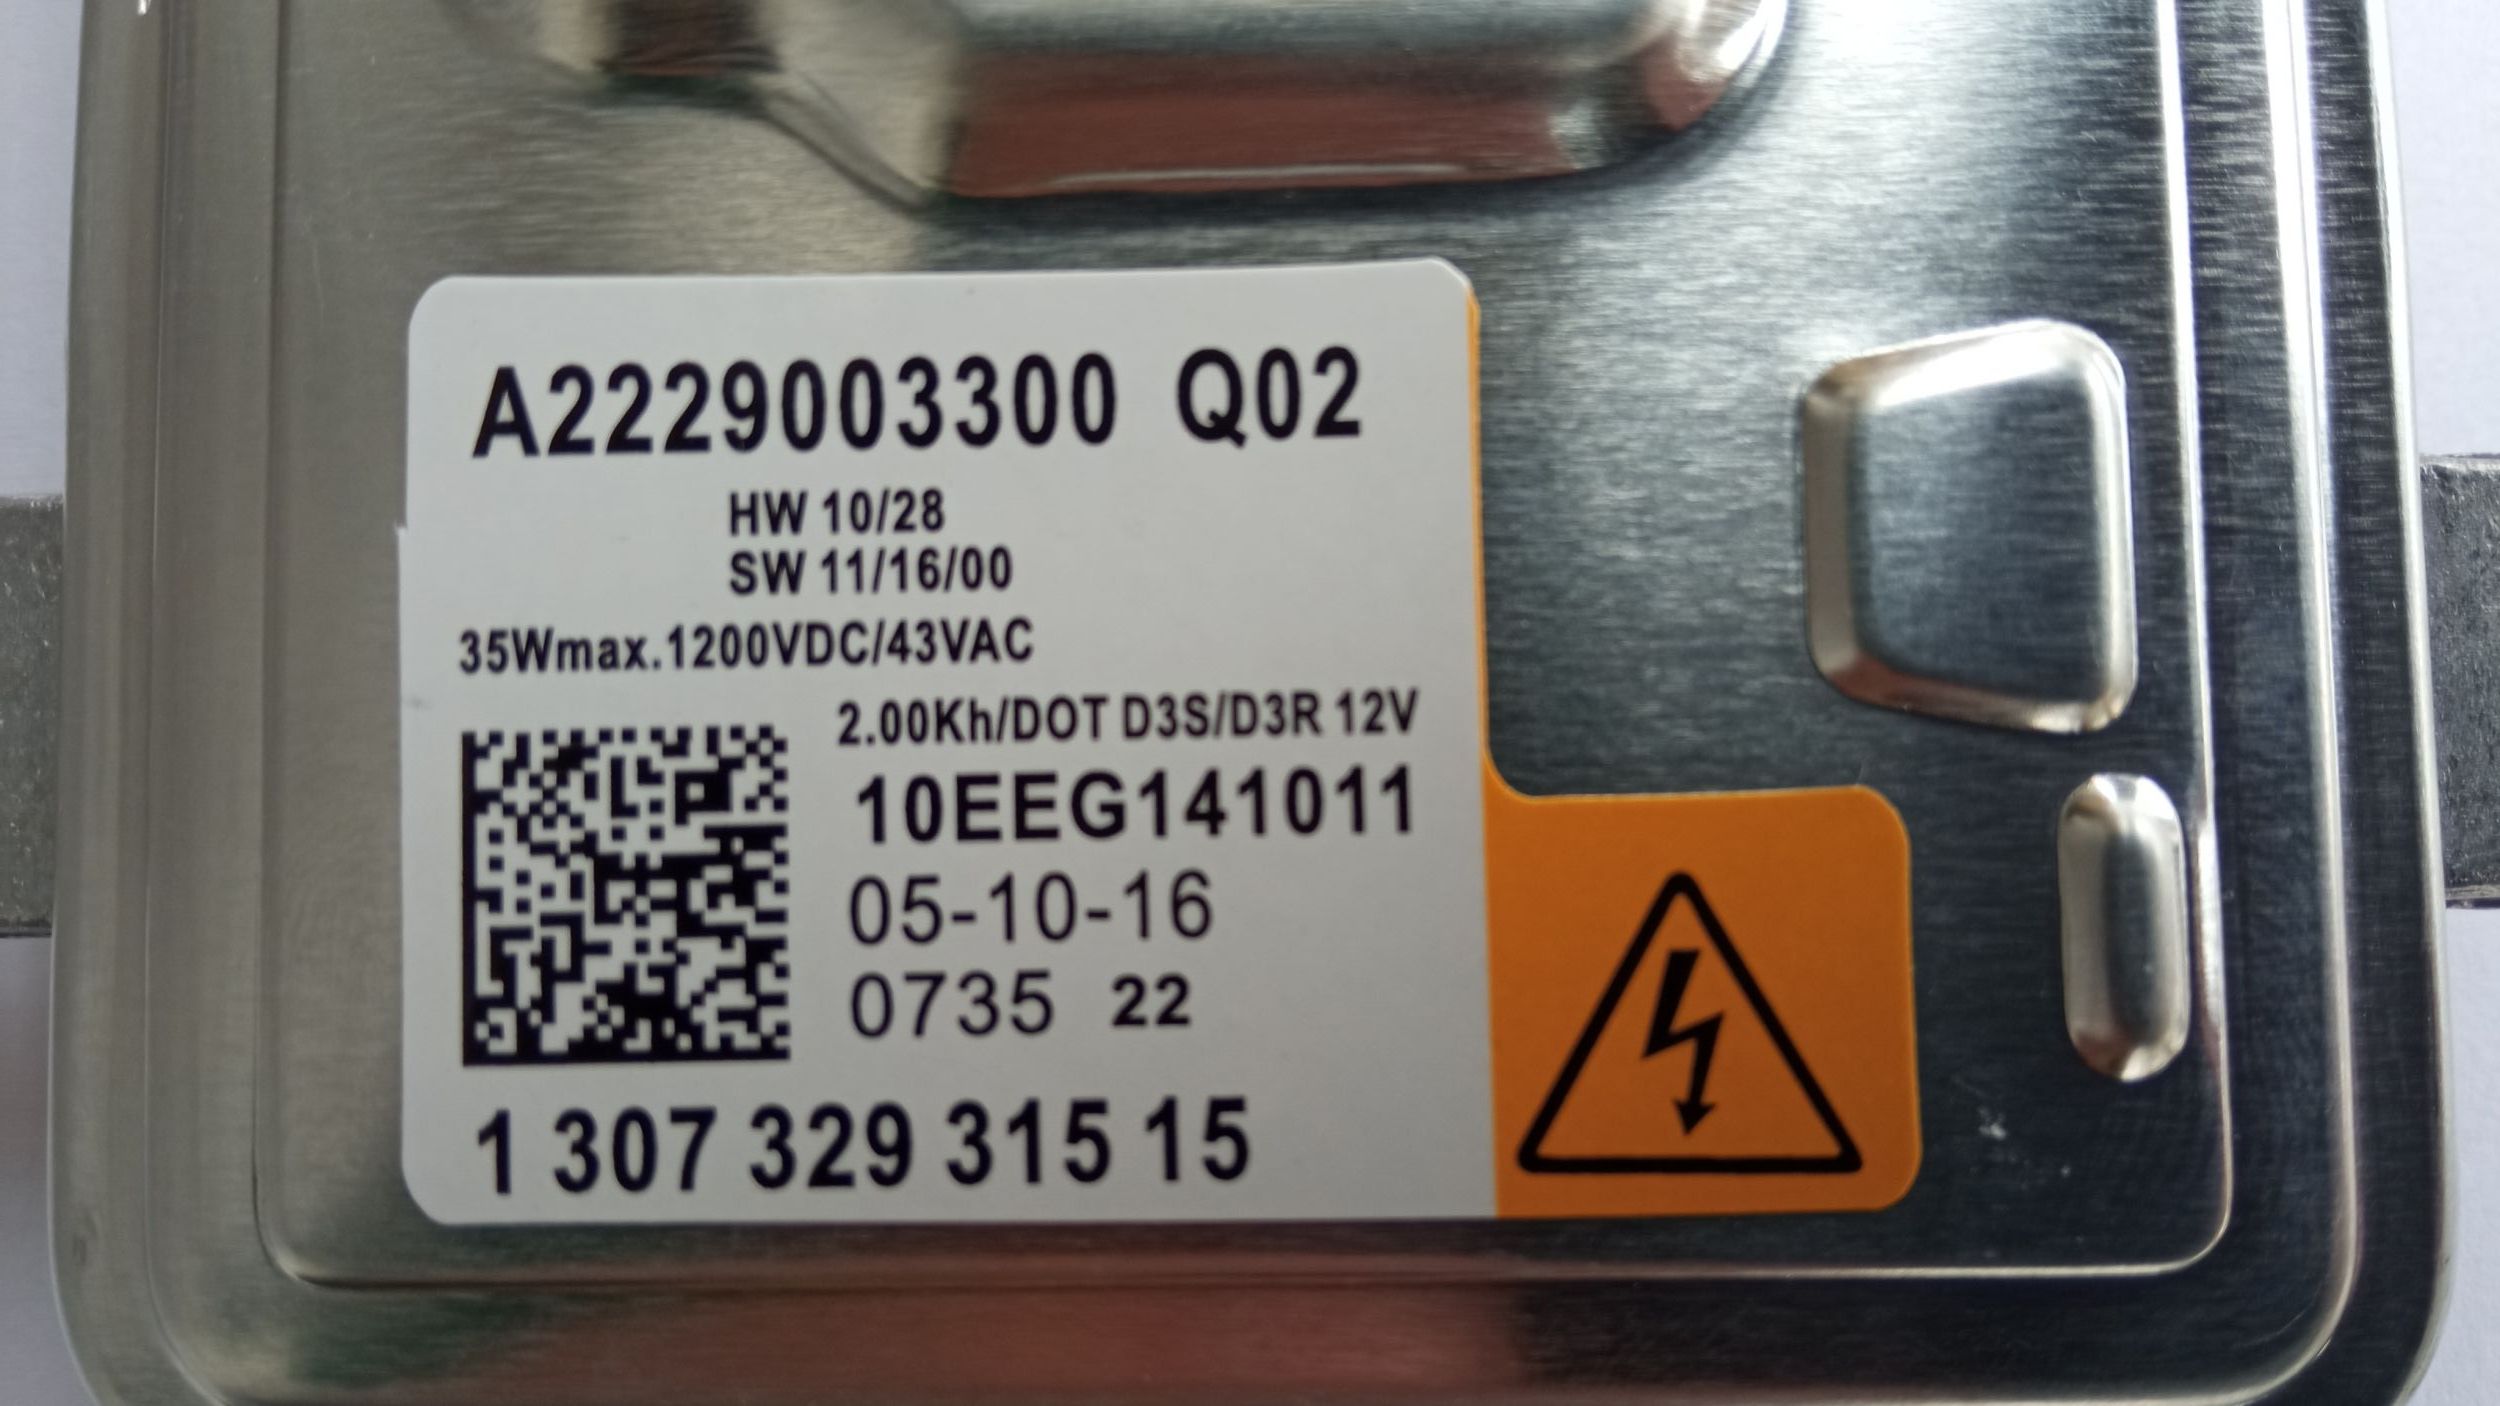 A2229003300 Q02
HW 10/28
SW 11/16/00
35Wmax.1200VDC/43VAC
2.00Kh/DOT D3S/D3R 12V
10EEG141011
05-10-16
0735 22
1 307 329 315 15